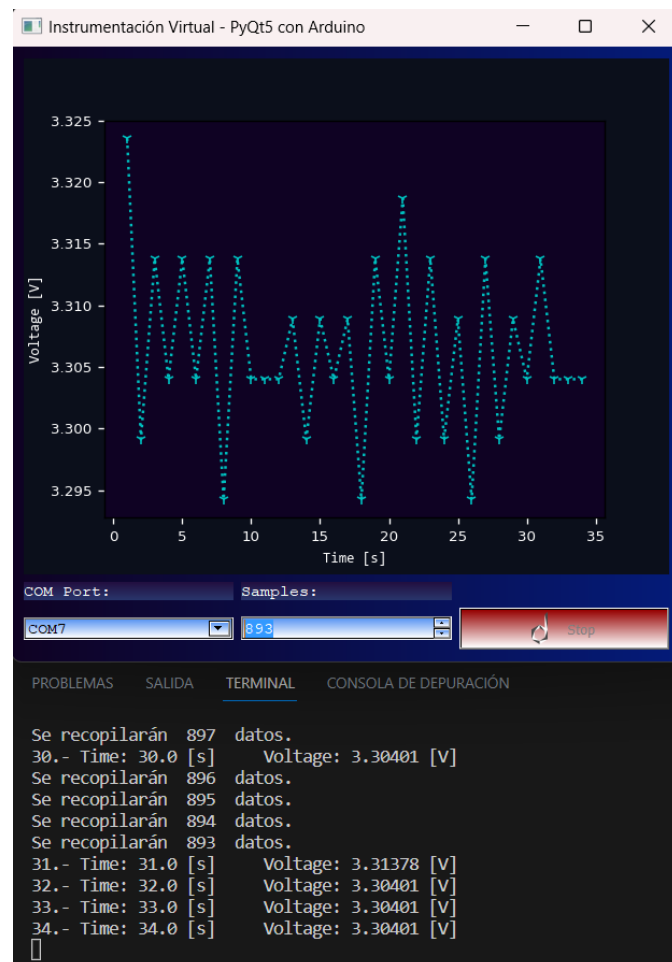 Instrumentación Virtual - PyQt5 con Arduino
3.325
3.320
3.315
3.310
3.305
3.300
3.295
Voltage [V]
0 5 10 15 20 25 30 35
Time [s]
COM Port: Samples:
COM7 893 Stop
PROBLEMAS SALIDA TERMINAL CONSOLA DE DEPURACIÓN
Se recopilarán 897 datos.
30.- Time: 30.0 [s] Voltage: 3.30401 [V]
Se recopilarán 896 datos.
Se recopilarán 895 datos.
Se recopilarán 894 datos.
Se recopilarán 893 datos.
31.- Time: 31.0 [s] Voltage: 3.31378 [V]
32.- Time: 32.0 [s] Voltage: 3.30401 [V]
33.- Time: 33.0 [s] Voltage: 3.30401 [V]
34.- Time: 34.0 [s] Voltage: 3.30401 [V]